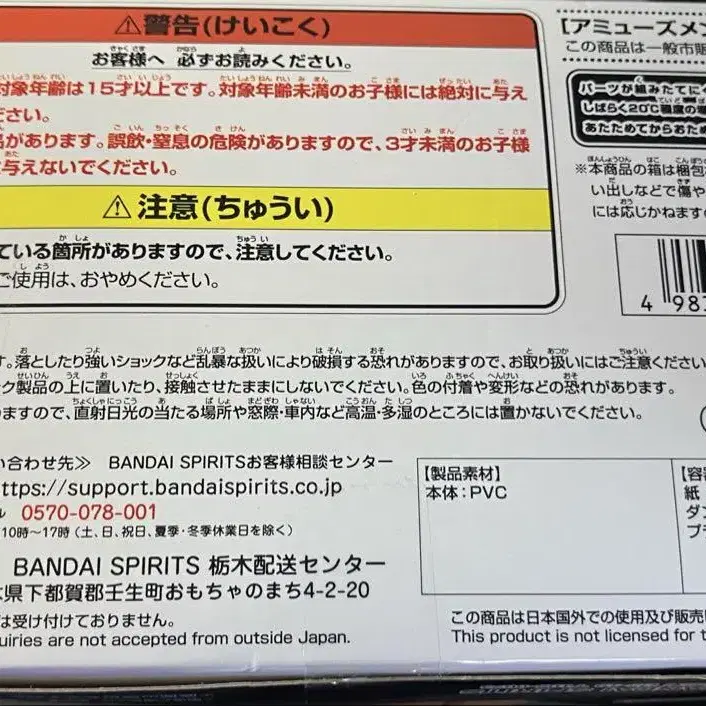 ⚠警告(けいこく)
お客様へ 必ずお読みください。
対象年齢は15才以上です。対象年齢未満のお子様には絶対に与え
ださい。
があります。誤飲・窒息の危険がありますので、3才未満のお子様
与えないでください。
⚠注意(ちゅうい)
ている箇所がありますので、注意してください。
ご使用は、おやめください。
【アミューズメン
この商品は一般市販
パーツが組みたてに
しばらく20℃程度の
あたためてからおた
※本商品の箱は梱包
い出しなどで傷や
には応じかねます
4 983
す。落としたり強いショックなど乱暴な扱いにより破損する恐れがありますので、お取り扱いにはご注意ください
ク製品の上に置いたり、接触させたままにしないでください。色の付着や変形などの恐れがあります。
ますので、直射日光の当たる場所や窓際・車内など高温・多湿のところには置かないでください。
い合わせ先≫ BANDAI SPIRITSお客様相談センター
ttps://support.bandaispirits.co.jp
ル 0570-078-001
10時〜17時(土、日、祝日、夏季・冬季休業日を除く)
BANDAI SPIRITS 栃木配送センター
木県下都賀郡壬生町おもちゃのまち4-2-20
は受け付けておりません。
uiries are not accepted from outside Japan.
【製品素材】
本体:PVC
【容器
紙
ダン
プラ
この商品は日本国外での使用及び販売
This product is not licensed for t